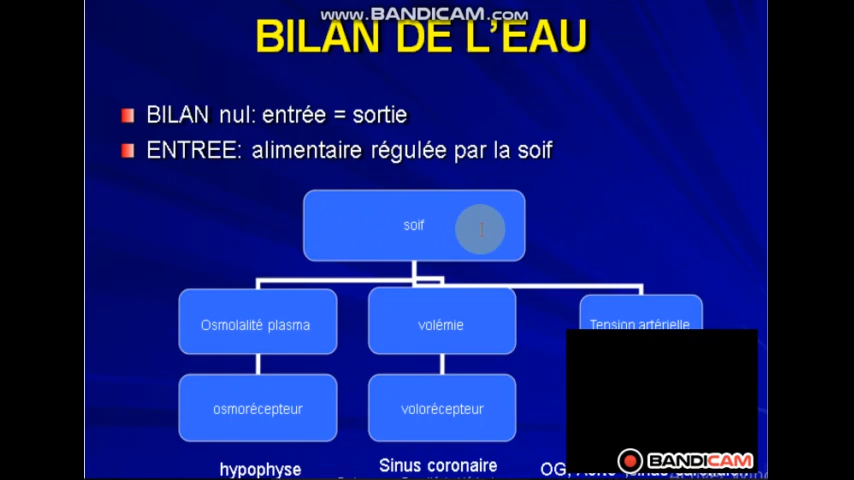 www.BANDICAM.com
BILAN DE L'EAU
BILAN nul: entrée = sortie
ENTREE: alimentaire régulée par la soif
soif
Osmolalité plasma
volémie
Tension artérielle
osmorécepteur
volorécepteur
hypophyse
Sinus coronaire
OG,
BANDICAM